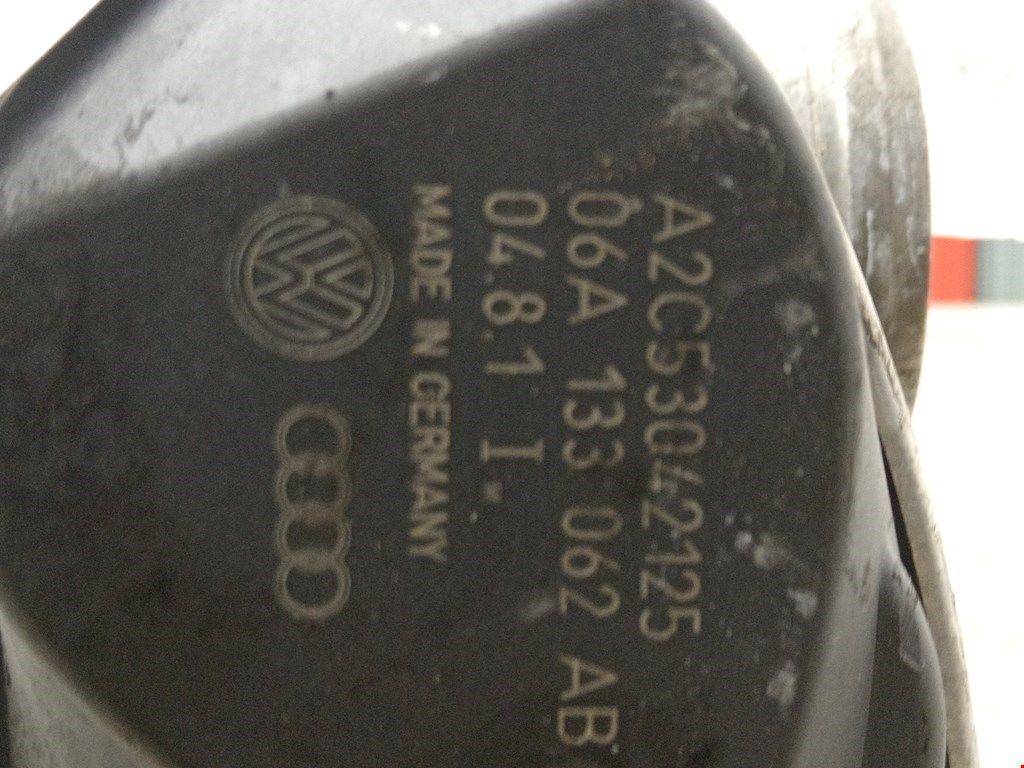 A2C53042125
06A 133 062 AB
04.8.1 I
MADE IN GERMANY